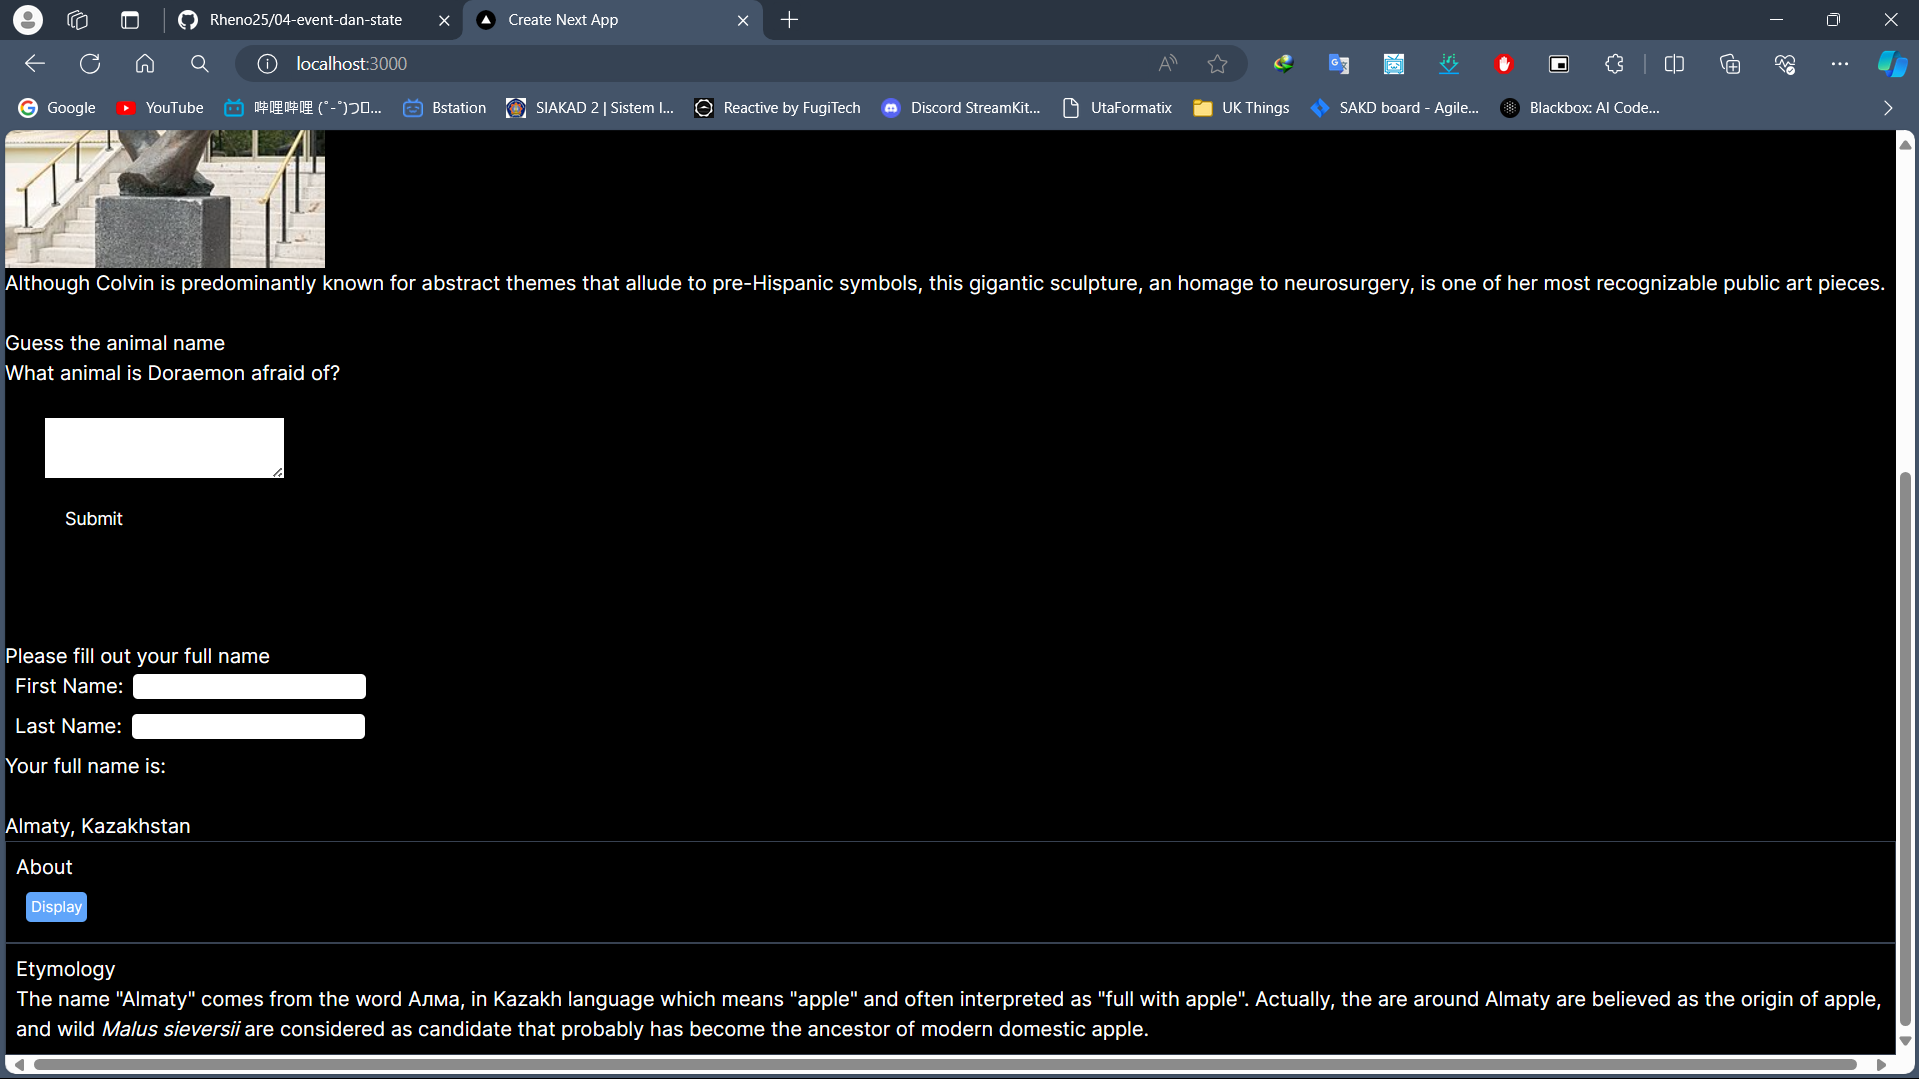 Rheno25/04-event-dan-state
Create Next App
localhost:3000
Google
YouTube
哔哩哔哩 (゜-゜)つロ...
Bstation
SIAKAD 2 | Sistem I...
Reactive by FugiTech
Discord StreamKit...
UtaFormatix
UK Things
SAKD board - Agile...
Blackbox: AI Code...
Although Colvin is predominantly known for abstract themes that allude to pre-Hispanic symbols, this gigantic sculpture, an homage to neurosurgery, is one of her most recognizable public art pieces.
Guess the animal name
What animal is Doraemon afraid of?
Submit
Please fill out your full name
First Name:
Last Name:
Your full name is:
Almaty, Kazakhstan
About
Display
Etymology
The name "Almaty" comes from the word Алма, in Kazakh language which means "apple" and often interpreted as "full with apple". Actually, the are around Almaty are believed as the origin of apple,
and wild Malus sieversii are considered as candidate that probably has become the ancestor of modern domestic apple.